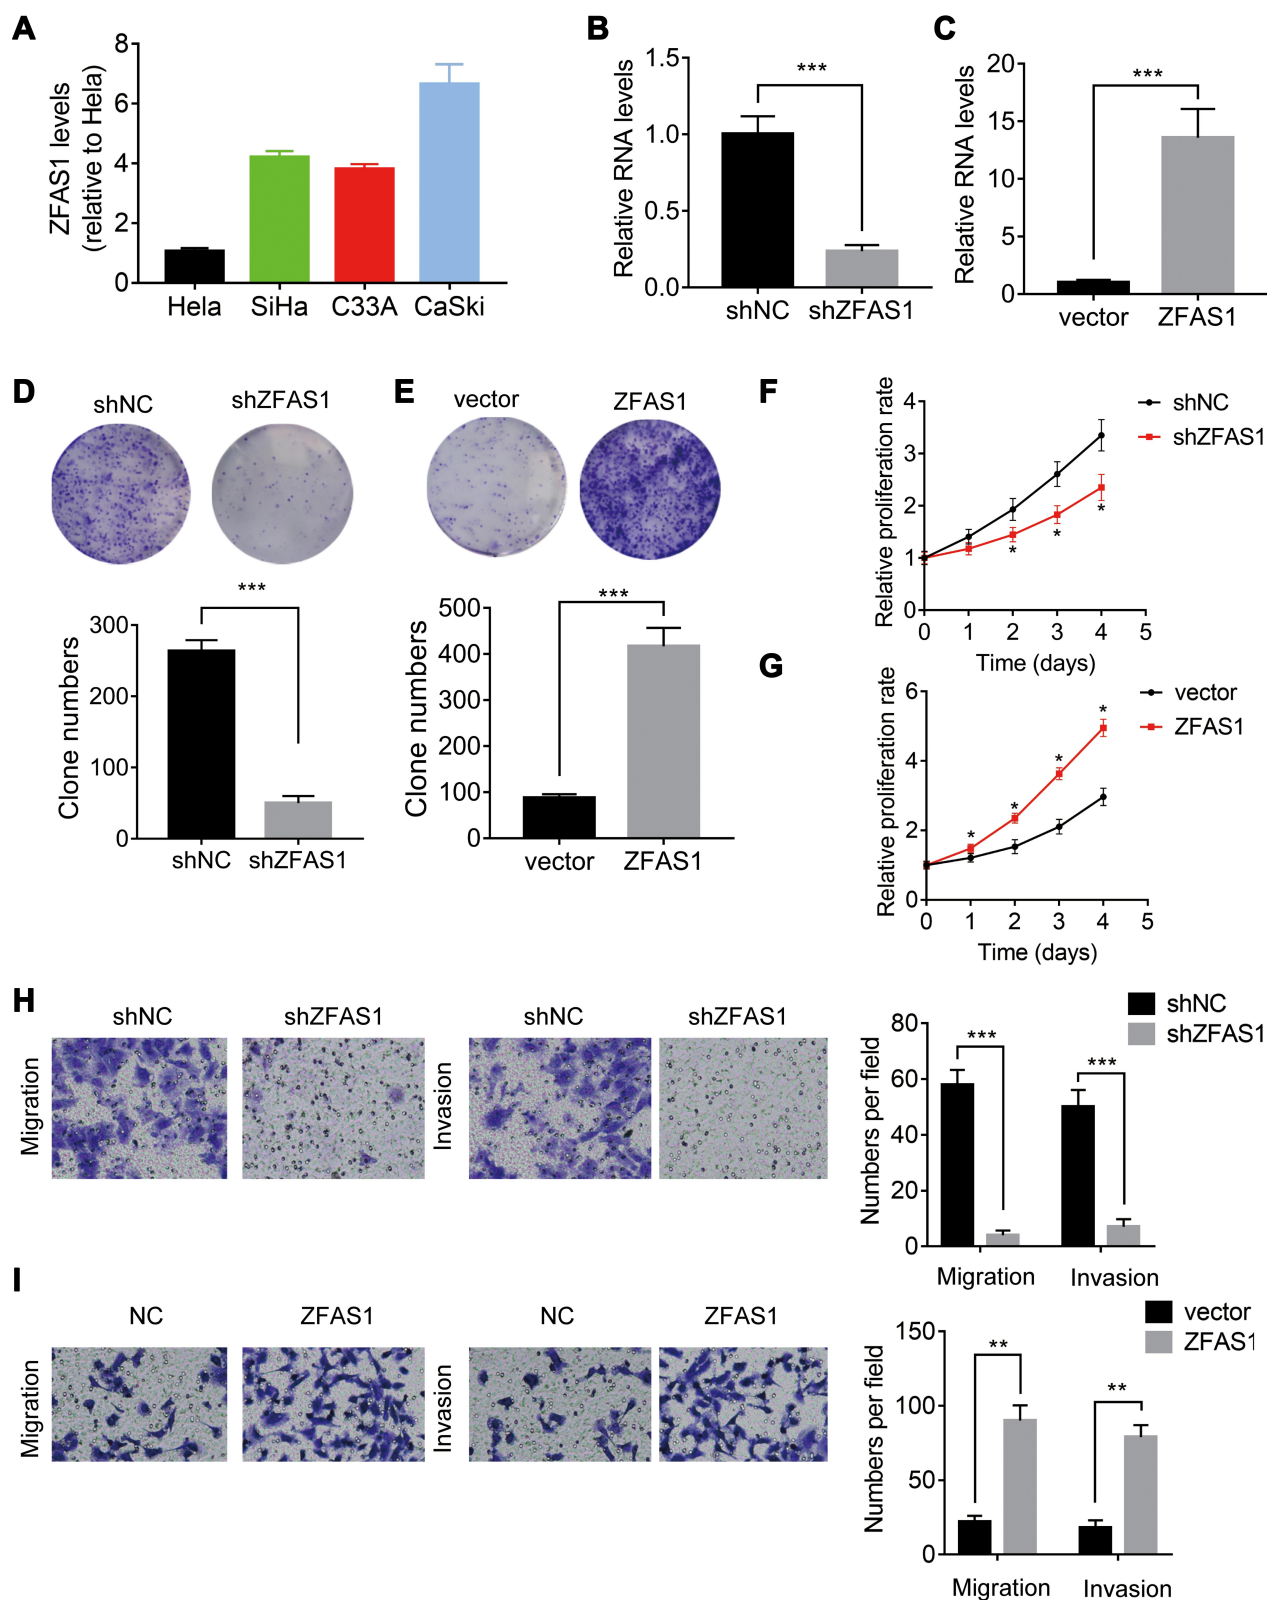 A
ZFAS1 levels
(relative to Hela)
8
6
4
2
0
Hela SiHa C33A CaSki
B
Relative RNA levels
1.5
1.0
0.5
0.0
***
shNC shZFAS1
C
Relative RNA levels
20
15
10
5
0
***
vector ZFAS1
D
shNC shZFAS1
***
Clone numbers
300
200
100
0
shNC shZFAS1
E
vector ZFAS1
***
Clone numbers
500
400
300
200
100
0
vector ZFAS1
F
Relative proliferation rate
4
3
2
1
0
shNC
shZFAS1
* * *
0 1 2 3 4 5
Time (days)
G
Relative proliferation rate
6
4
2
0
vector
ZFAS1
* * * *
0 1 2 3 4 5
Time (days)
H
shNC shZFAS1 shNC shZFAS1
Migration
Invasion
shNC
shZFAS1
Numbers per field
80
60
40
20
0
*** ***
Migration Invasion
I
NC ZFAS1 NC ZFAS1
Migration
Invasion
vector
ZFAS1
Numbers per field
150
100
50
0
** **
Migration Invasion